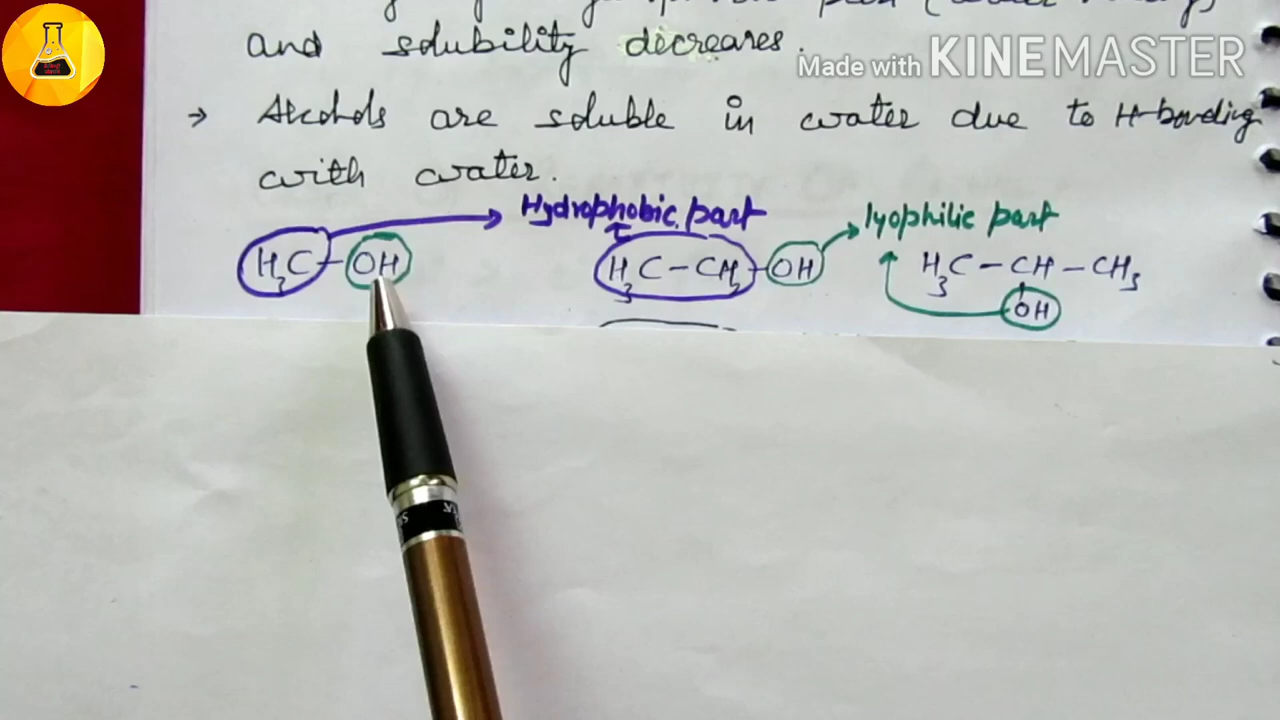 and solubility decreases.
Made with KINEMASTER
→ Alcohols are soluble in water due to H-bonding
with water.
Hydrophobic part
lyophilic part
H₃C-OH
H₃C-CH₂-OH
H₃C-CH-CH₃
OH